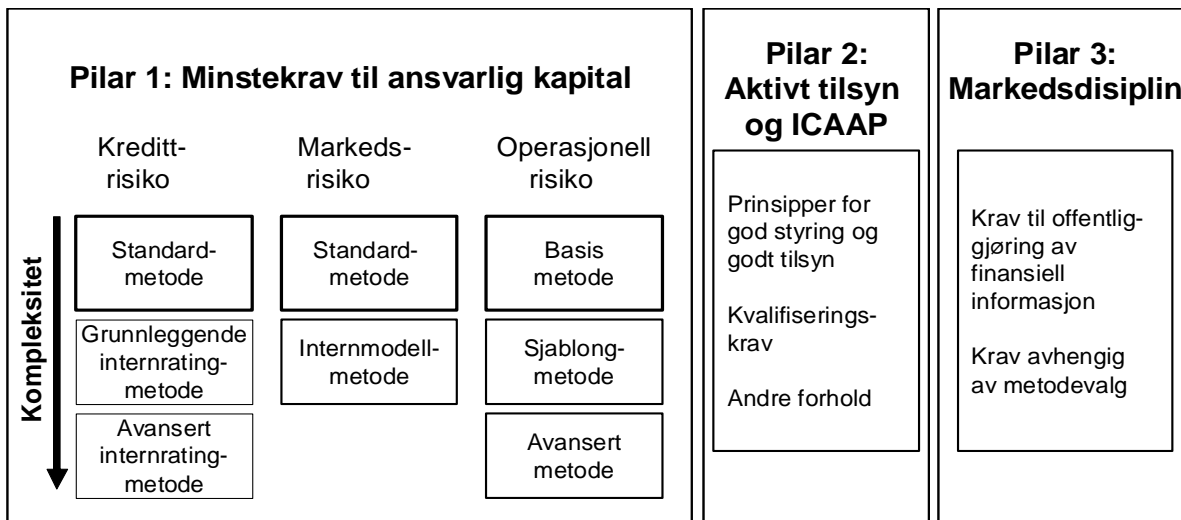 Pilar 1: Minstekrav til ansvarlig kapital
Kreditt-
risiko
Markeds-
risiko
Operasjonell
risiko
Kompleksitet
Standard-
metode
Standard-
metode
Basis
metode
Grunnleggende
internrating-
metode
Internmodell-
metode
Sjablong-
metode
Avansert
internrating-
metode
Avansert
metode
Pilar 2:
Aktivt tilsyn
og ICAAP
Prinsipper for
god styring og
godt tilsyn
Kvalifiserings-
krav
Andre forhold
Pilar 3:
Markedsdisiplin
Krav til offentlig-
gjøring av
finansiell
informasjon
Krav avhengig
av metodevalg